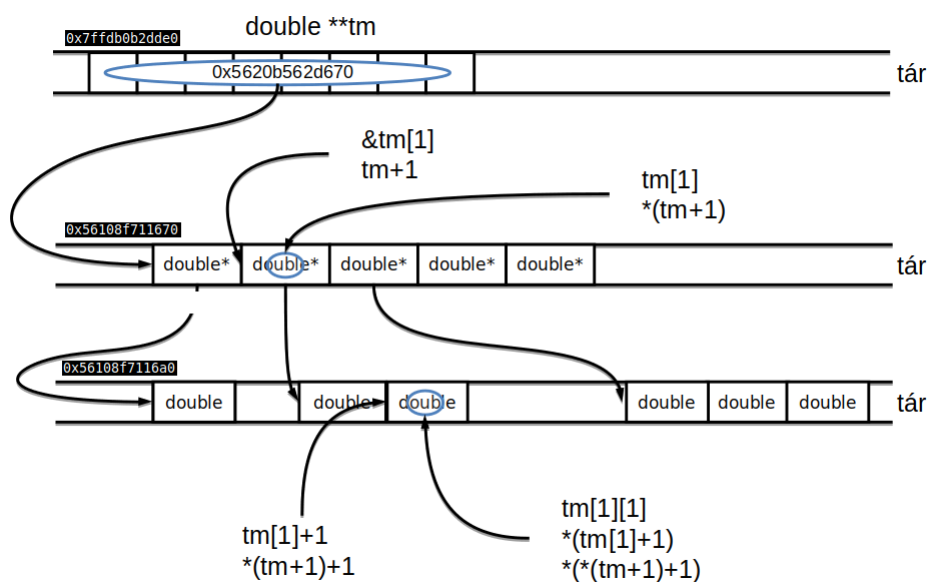 double **tm
0x7ffdb0b2dde0
0x5620b562d670
tár
&tm[1]
tm+1
tm[1]
*(tm+1)
0x56108f711670
double* double* double* double* double*
tár
0x56108f7116a0
double double double double double double
tár
tm[1]+1
*(tm+1)+1
tm[1][1]
*(tm[1]+1)
*(*(tm+1)+1)